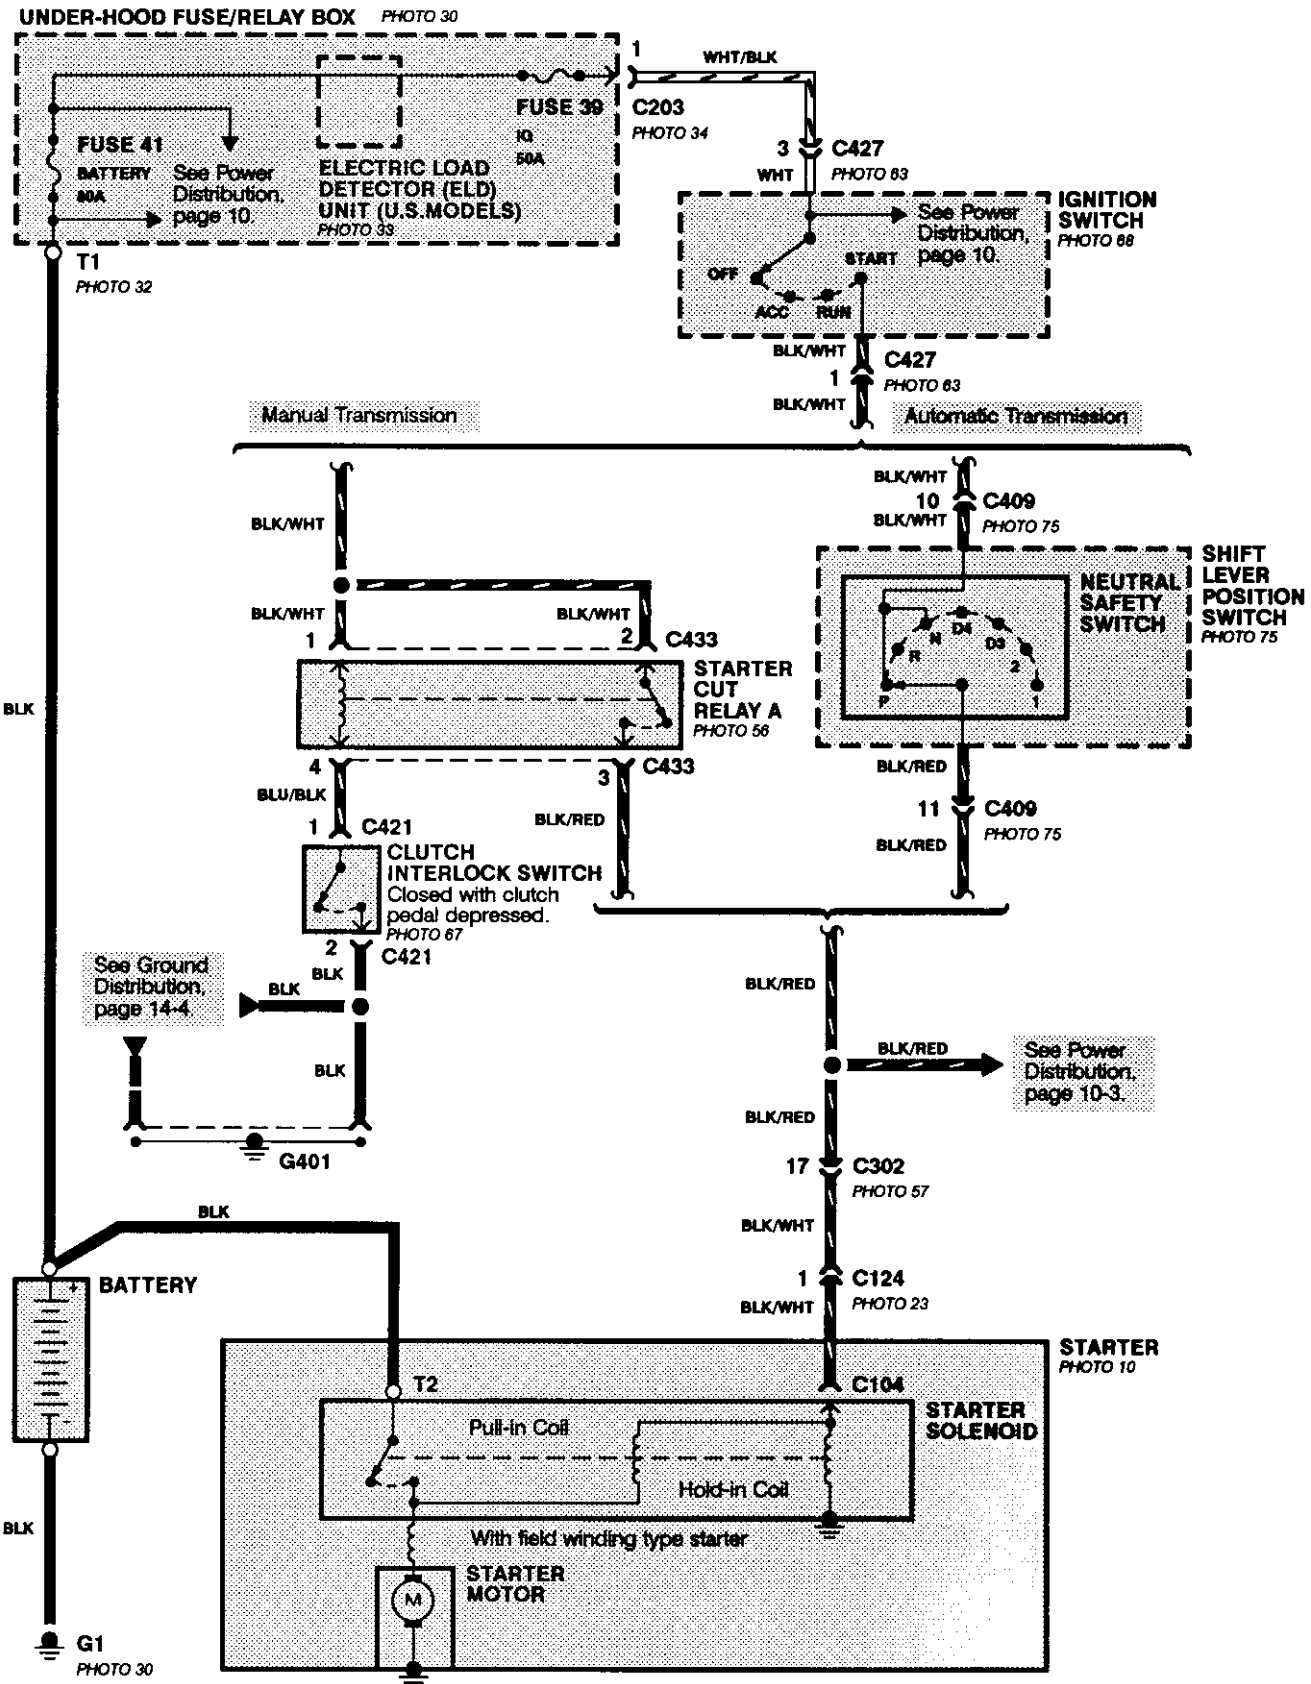 UNDER-HOOD FUSE/RELAY BOX PHOTO 30
1
WHT/BLK
FUSE 39
IG
50A
C203
PHOTO 34
FUSE 41
BATTERY
80A
See Power
Distribution,
page 10.
ELECTRIC LOAD
DETECTOR (ELD)
UNIT (U.S.MODELS)
PHOTO 33
3 C427
PHOTO 63
WHT
IGNITION
SWITCH
PHOTO 68
See Power
Distribution,
page 10.
OFF
ACC
RUN
START
T1
PHOTO 32
BLK/WHT
1
C427
PHOTO 63
BLK/WHT
Manual Transmission
Automatic Transmission
BLK/WHT
10 C409
BLK/WHT
PHOTO 75
BLK/WHT
SHIFT
LEVER
POSITION
SWITCH
PHOTO 75
NEUTRAL
SAFETY
SWITCH
P
R
N
D4
D3
2
1
BLK/WHT
BLK/WHT
1
2 C433
STARTER
CUT
RELAY A
PHOTO 56
BLK
4
3
C433
BLU/BLK
BLK/RED
BLK/RED
11 C409
PHOTO 75
BLK/RED
1 C421
CLUTCH
INTERLOCK SWITCH
Closed with clutch
pedal depressed.
PHOTO 67
2
C421
BLK
See Ground
Distribution,
page 14-4.
BLK
BLK
G401
BLK/RED
BLK/RED
See Power
Distribution,
page 10-3.
BLK/RED
17 C302
PHOTO 57
BLK/WHT
1 C124
PHOTO 23
BLK/WHT
BLK
BATTERY
+
-
STARTER
PHOTO 10
T2
C104
STARTER
SOLENOID
Pull-in Coil
Hold-in Coil
With field winding type starter
STARTER
MOTOR
M
BLK
G1
PHOTO 30